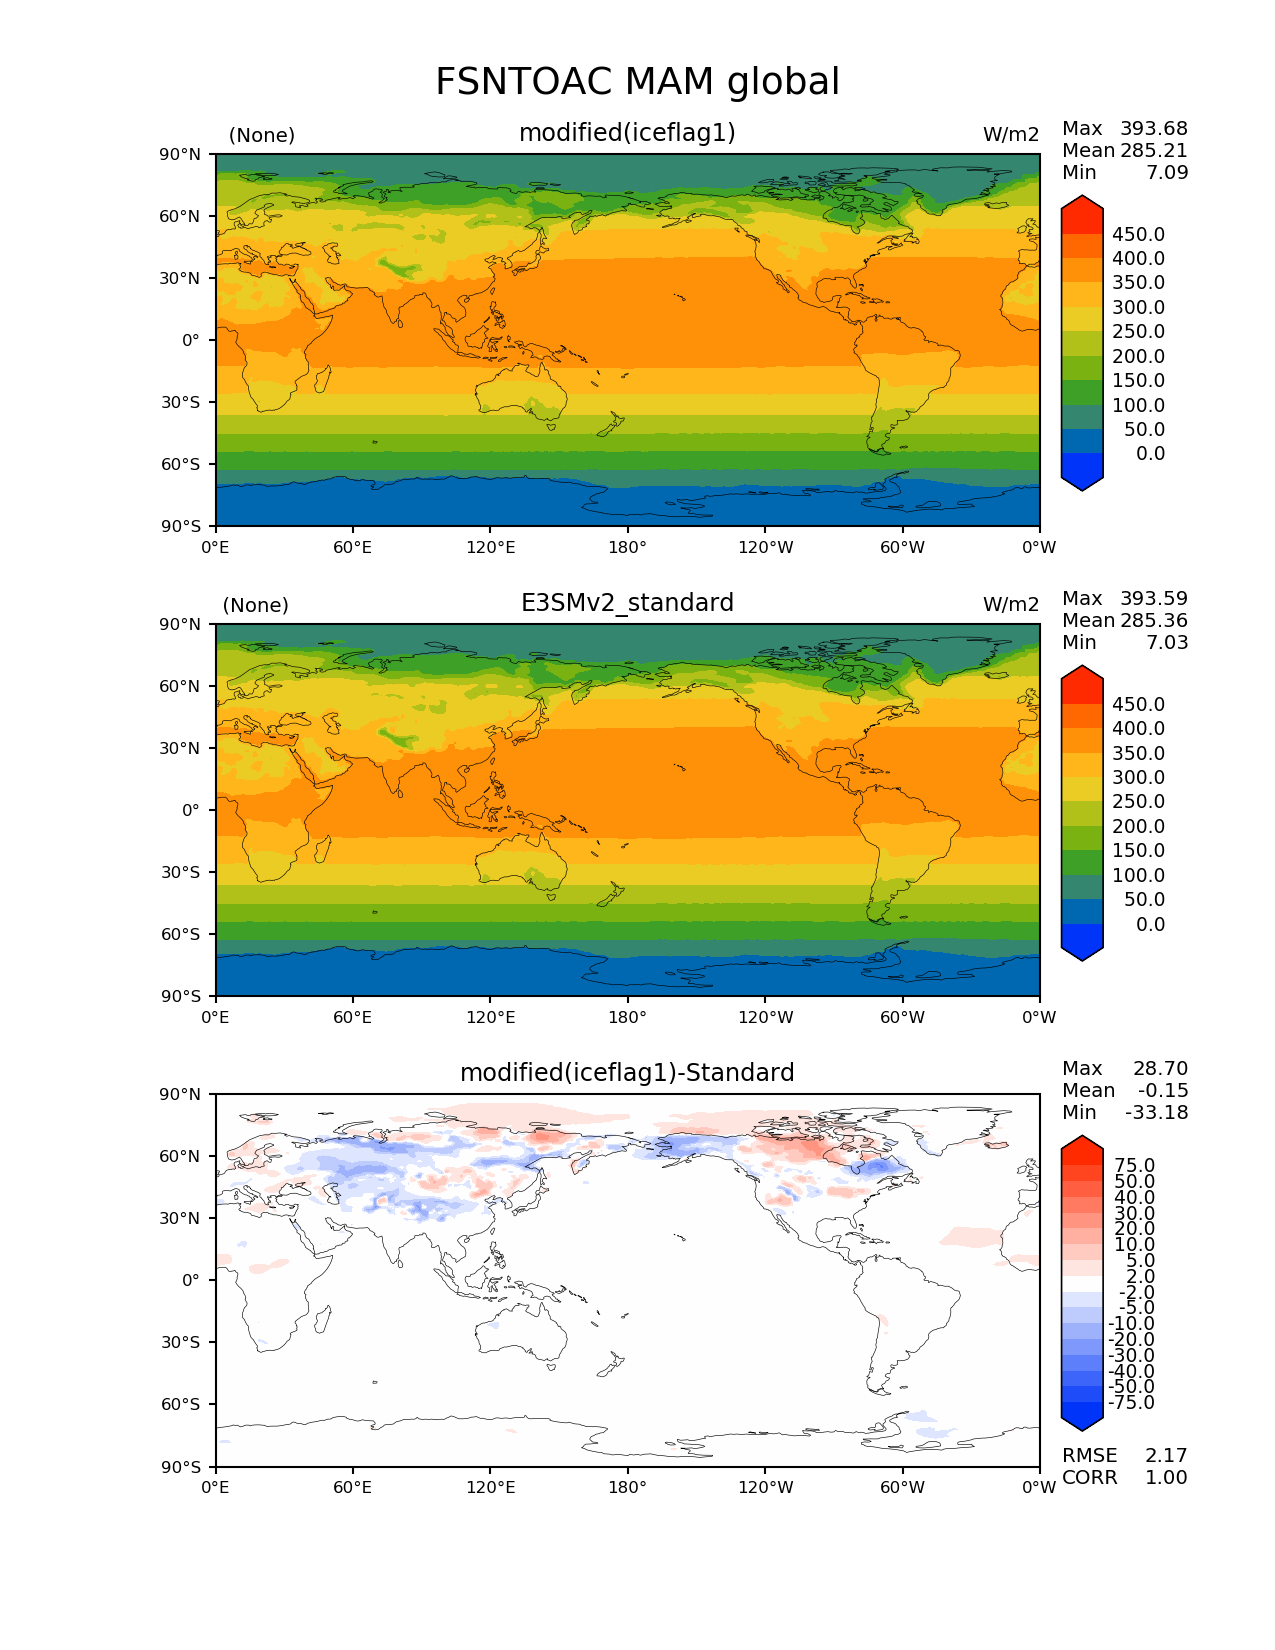 FSNTOAC MAM global
(None) modified(iceflag1) W/m2
Max 393.68
Mean 285.21
Min 7.09
90°N
60°N
30°N
0°
30°S
60°S
90°S
0°E 60°E 120°E 180° 120°W 60°W 0°W
450.0
400.0
350.0
300.0
250.0
200.0
150.0
100.0
50.0
0.0
(None) E3SMv2_standard W/m2
Max 393.59
Mean 285.36
Min 7.03
90°N
60°N
30°N
0°
30°S
60°S
90°S
0°E 60°E 120°E 180° 120°W 60°W 0°W
450.0
400.0
350.0
300.0
250.0
200.0
150.0
100.0
50.0
0.0
modified(iceflag1)-Standard
Max 28.70
Mean -0.15
Min -33.18
90°N
60°N
30°N
0°
30°S
60°S
90°S
0°E 60°E 120°E 180° 120°W 60°W 0°W
75.0
50.0
40.0
30.0
20.0
10.0
5.0
2.0
-2.0
-5.0
-10.0
-20.0
-30.0
-40.0
-50.0
-75.0
RMSE 2.17
CORR 1.00